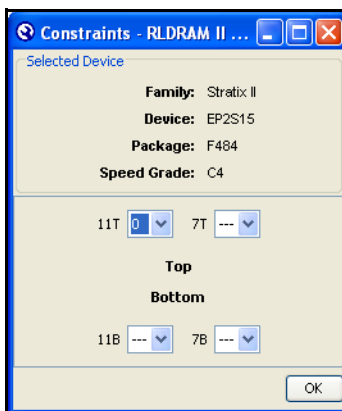 Constraints - RLDRAM II ...
Selected Device
Family: Stratix II
Device: EP2S15
Package: F484
Speed Grade: C4
11T 0 7T ---
Top
Bottom
11B --- 7B ---
OK